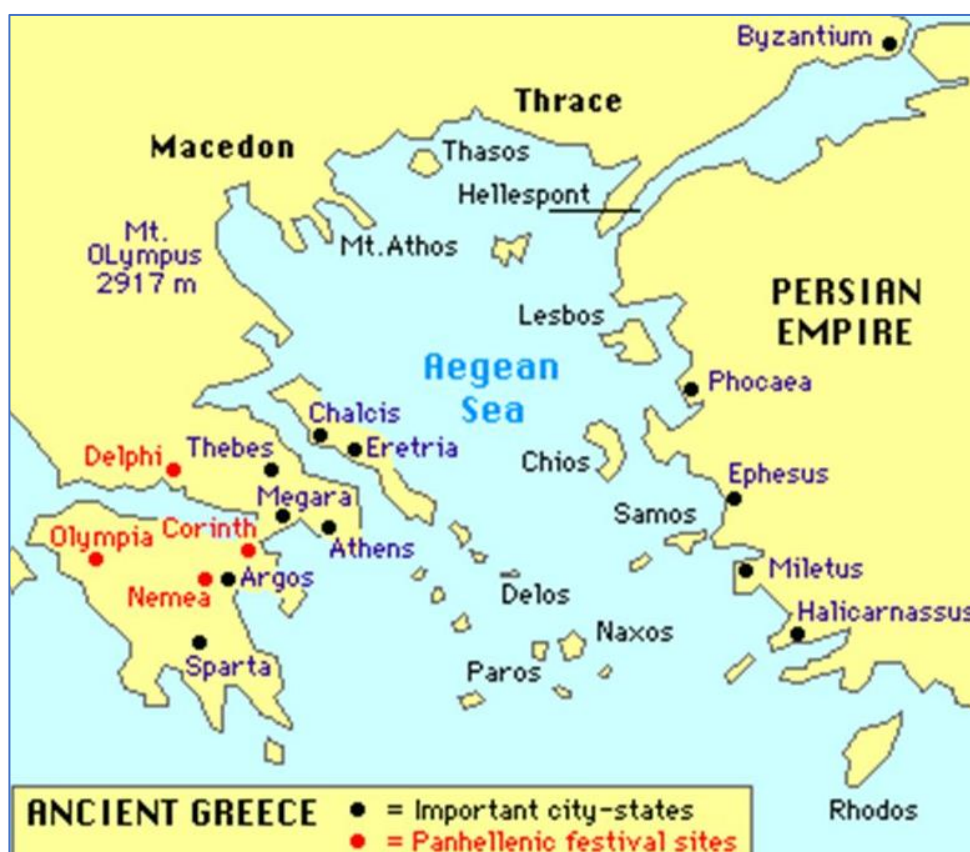 Byzantium
Thrace
Macedon
Thasos
Hellespont
Mt.
OLympus
2917 m
Mt. Athos
PERSIAN
EMPIRE
Lesbos
Aegean
Sea
Phocaea
Chalcis
Eretria
Thebes
Delphi
Chios
Ephesus
Megara
Samos
Corinth
Olympia
Athens
Miletus
Argos
Nemea
Delos
Halicarnassus
Naxos
Sparta
Paros
Rhodos
ANCIENT GREECE
= Important city-states
= Panhellenic festival sites